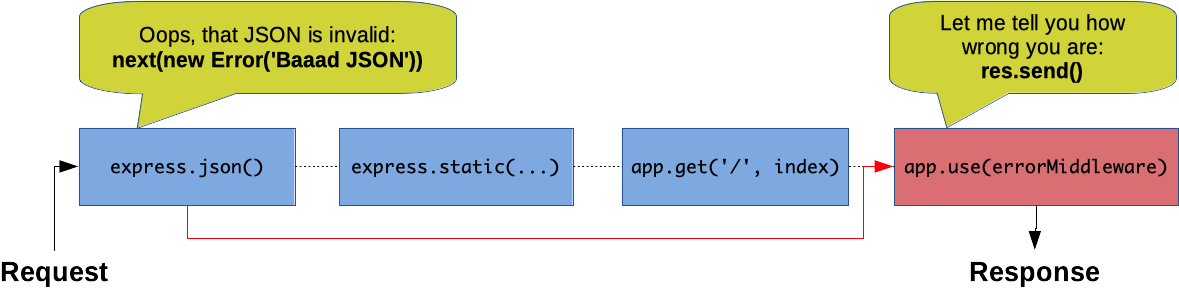 Oops, that JSON is invalid:
next(new Error('Baaad JSON'))
Let me tell you how
wrong you are:
res.send()
express.json()
express.static(...)
app.get('/', index)
app.use(errorMiddleware)
Request
Response